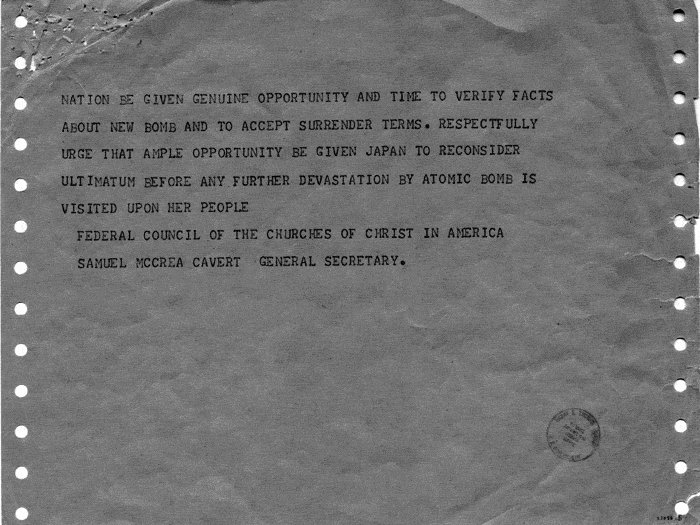 NATION BE GIVEN GENUINE OPPORTUNITY AND TIME TO VERIFY FACTS
ABOUT NEW BOMB AND TO ACCEPT SURRENDER TERMS. RESPECTFULLY
URGE THAT AMPLE OPPORTUNITY BE GIVEN JAPAN TO RECONSIDER
ULTIMATUM BEFORE ANY FURTHER DEVASTATION BY ATOMIC BOMB IS
VISITED UPON HER PEOPLE
FEDERAL COUNCIL OF THE CHURCHES OF CHRIST IN AMERICA
SAMUEL MCCREA CAVERT GENERAL SECRETARY.